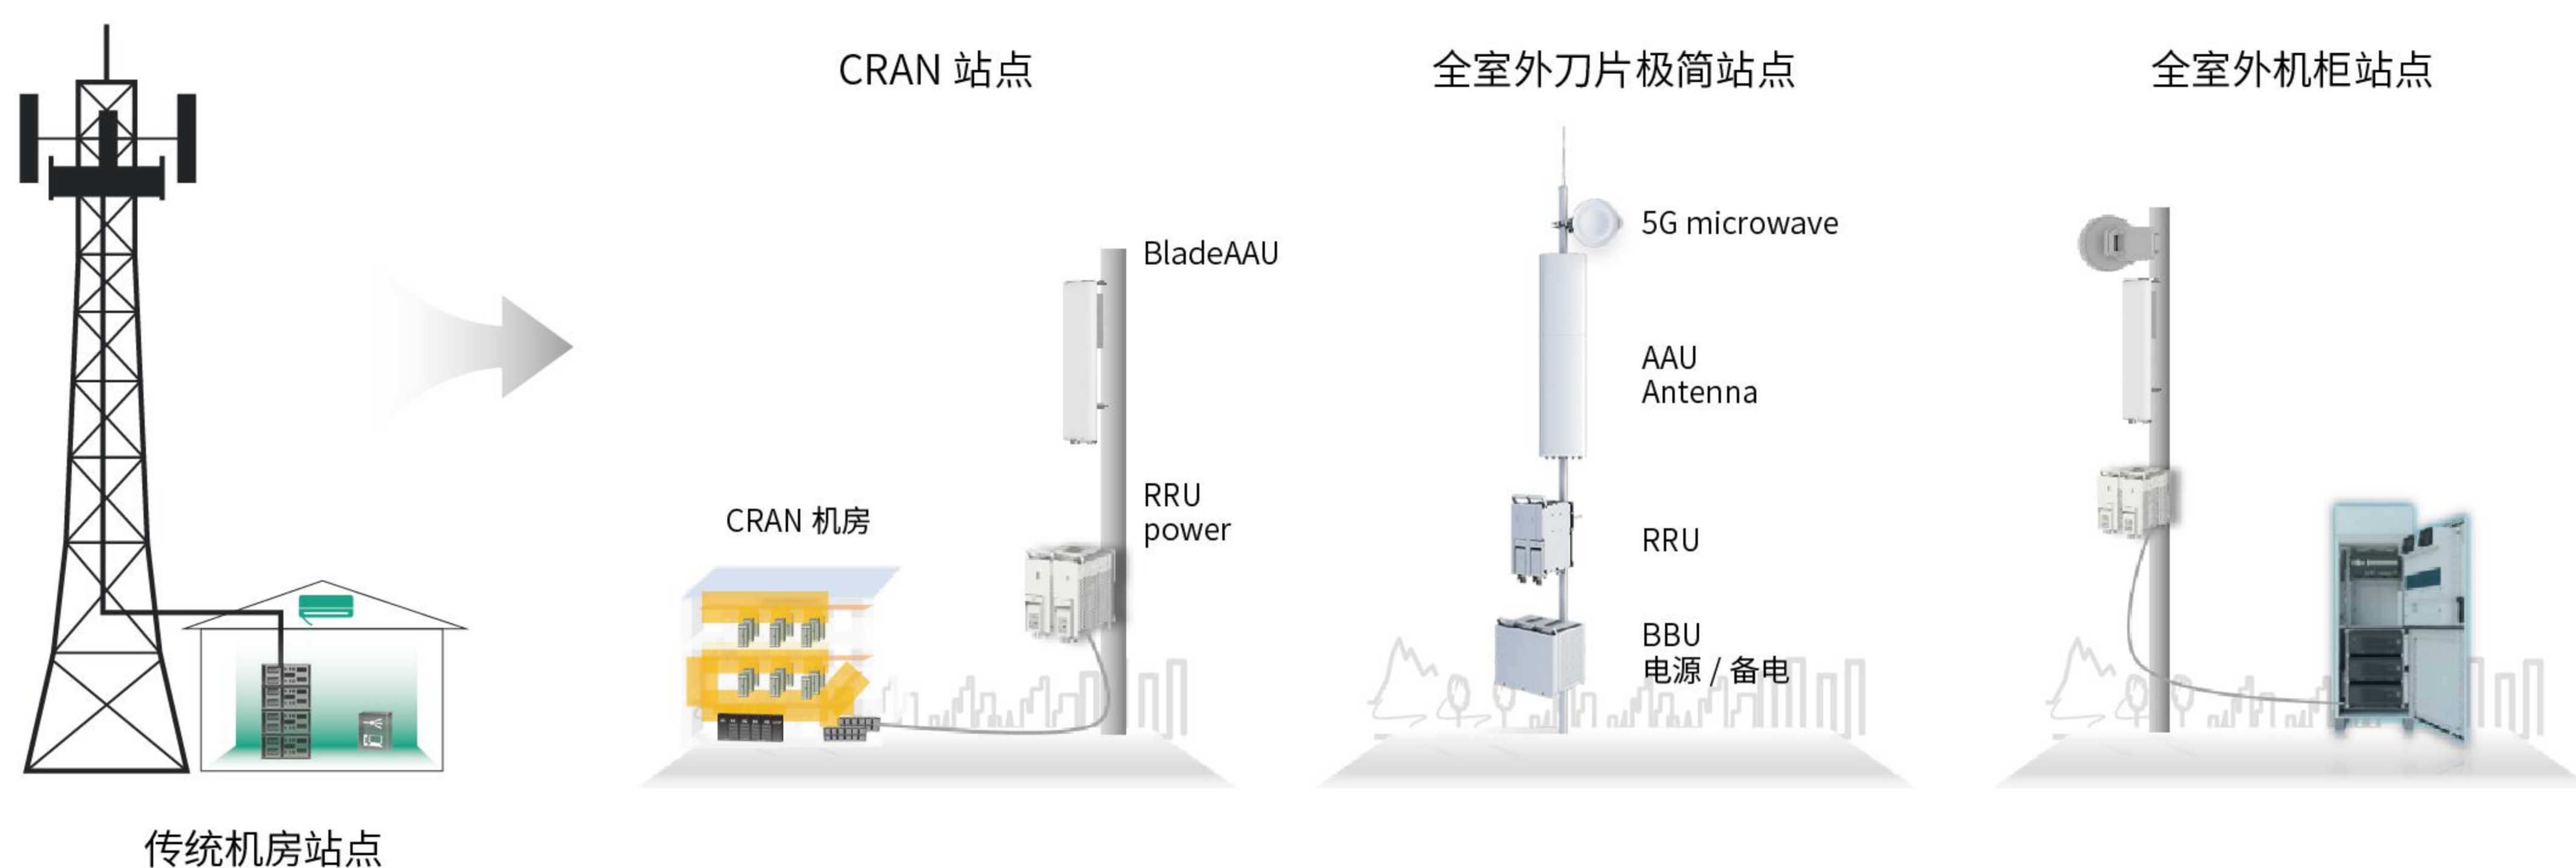 CRAN 站点
全室外刀片极简站点
全室外机柜站点
BladeAAU
RRU
power
CRAN 机房
5G microwave
AAU
Antenna
RRU
BBU
电源 / 备电
传统机房站点